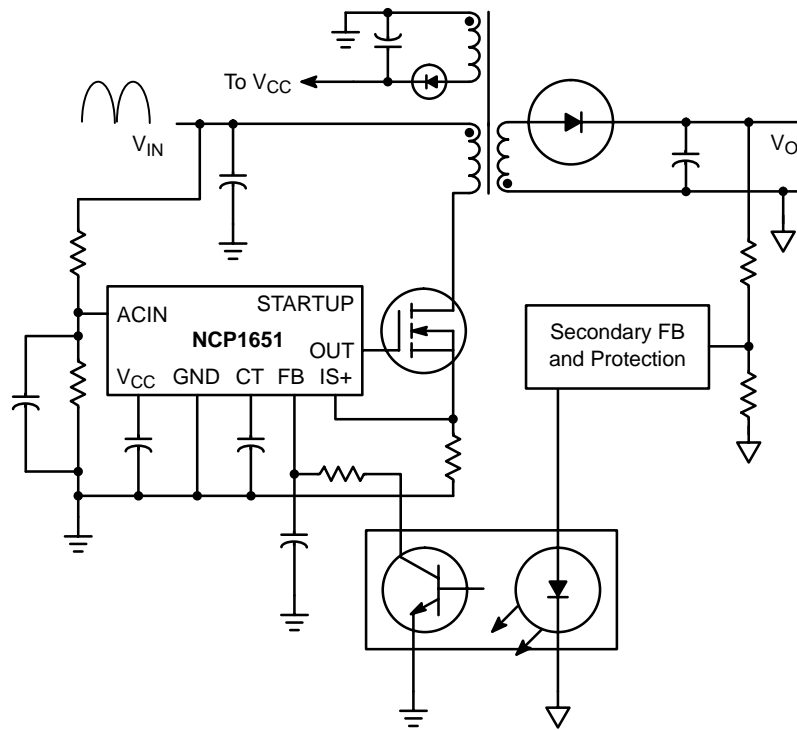 To VCC
VIN
VO
STARTUP
ACIN
NCP1651
OUT
VCC GND CT FB IS+
Secondary FB
and Protection